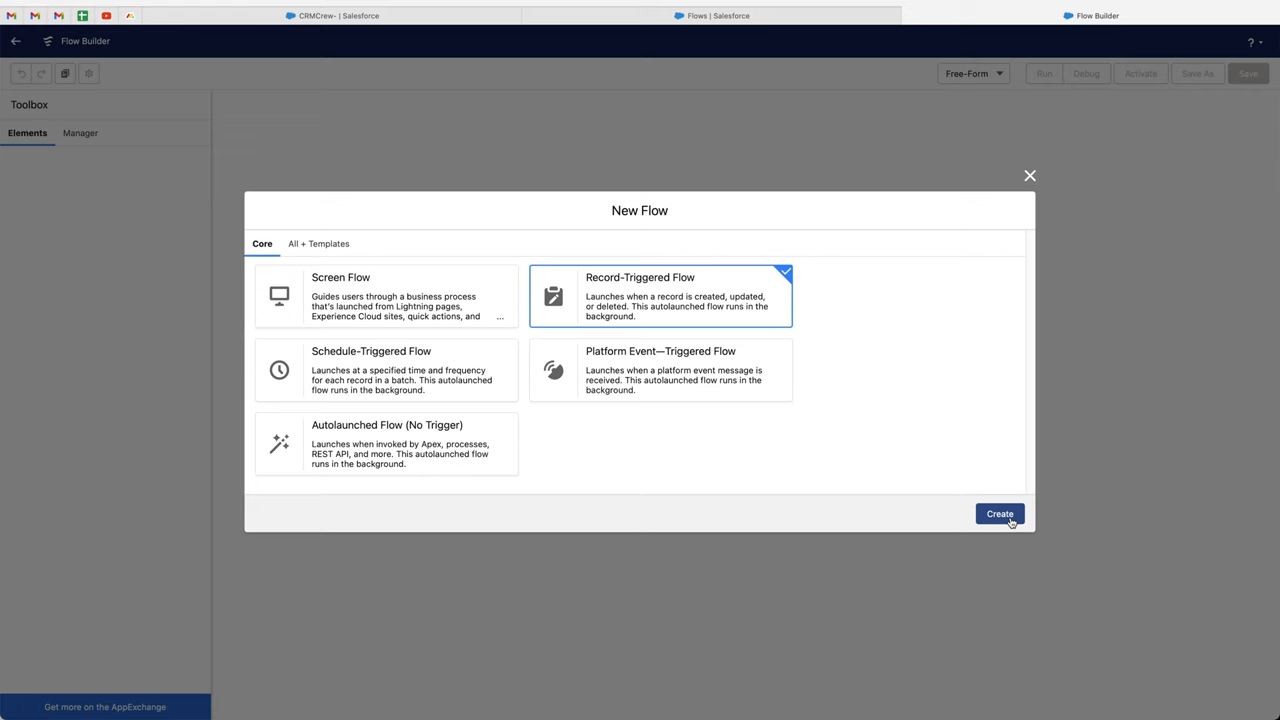 CRMCrew- | Salesforce
Flows | Salesforce
Flow Builder
Flow Builder
?
Free-Form
Run
Debug
Activate
Save As
Save
Toolbox
Elements
Manager
New Flow
Core
All + Templates
Screen Flow
Guides users through a business process
that's launched from Lightning pages,
Experience Cloud sites, quick actions, and ...
Record-Triggered Flow
Launches when a record is created, updated,
or deleted. This autolaunched flow runs in the
background.
Schedule-Triggered Flow
Launches at a specified time and frequency
for each record in a batch. This autolaunched
flow runs in the background.
Platform Event—Triggered Flow
Launches when a platform event message is
received. This autolaunched flow runs in the
background.
Autolaunched Flow (No Trigger)
Launches when invoked by Apex, processes,
REST API, and more. This autolaunched flow
runs in the background.
Create
Get more on the AppExchange